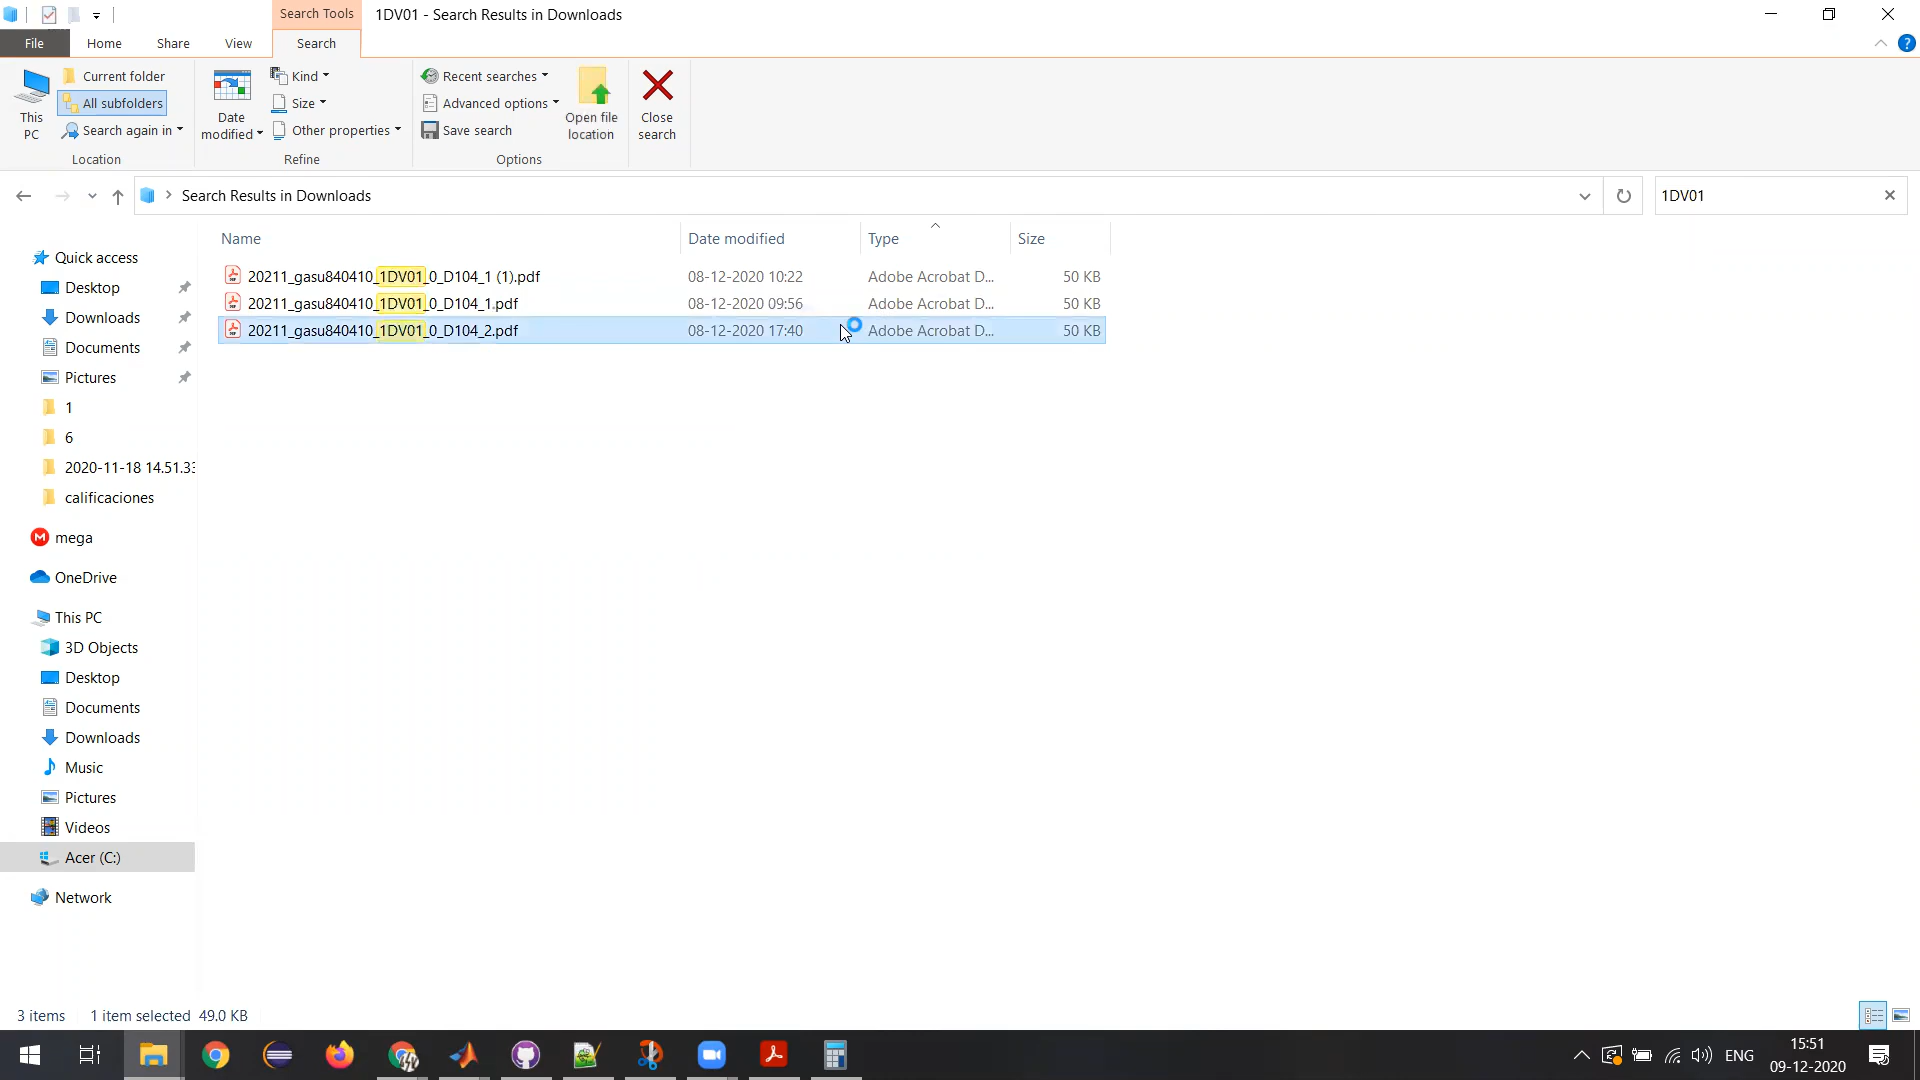 Search Tools
1DV01 - Search Results in Downloads
File
Home
Share
View
Search
This PC
Current folder
All subfolders
Search again in
Location
Date modified
Kind
Size
Other properties
Refine
Recent searches
Advanced options
Save search
Open file location
Options
Close search
Search Results in Downloads
1DV01
Name
Date modified
Type
Size
20211_gasu840410_1DV01_0_D104_1 (1).pdf 08-12-2020 10:22 Adobe Acrobat D... 50 KB
20211_gasu840410_1DV01_0_D104_1.pdf 08-12-2020 09:56 Adobe Acrobat D... 50 KB
20211_gasu840410_1DV01_0_D104_2.pdf 08-12-2020 17:40 Adobe Acrobat D... 50 KB
Quick access
Desktop
Downloads
Documents
Pictures
1
6
2020-11-18 14.51.33
calificaciones
mega
OneDrive
This PC
3D Objects
Desktop
Documents
Downloads
Music
Pictures
Videos
Acer (C:)
Network
3 items 1 item selected 49.0 KB
ENG
15:51
09-12-2020